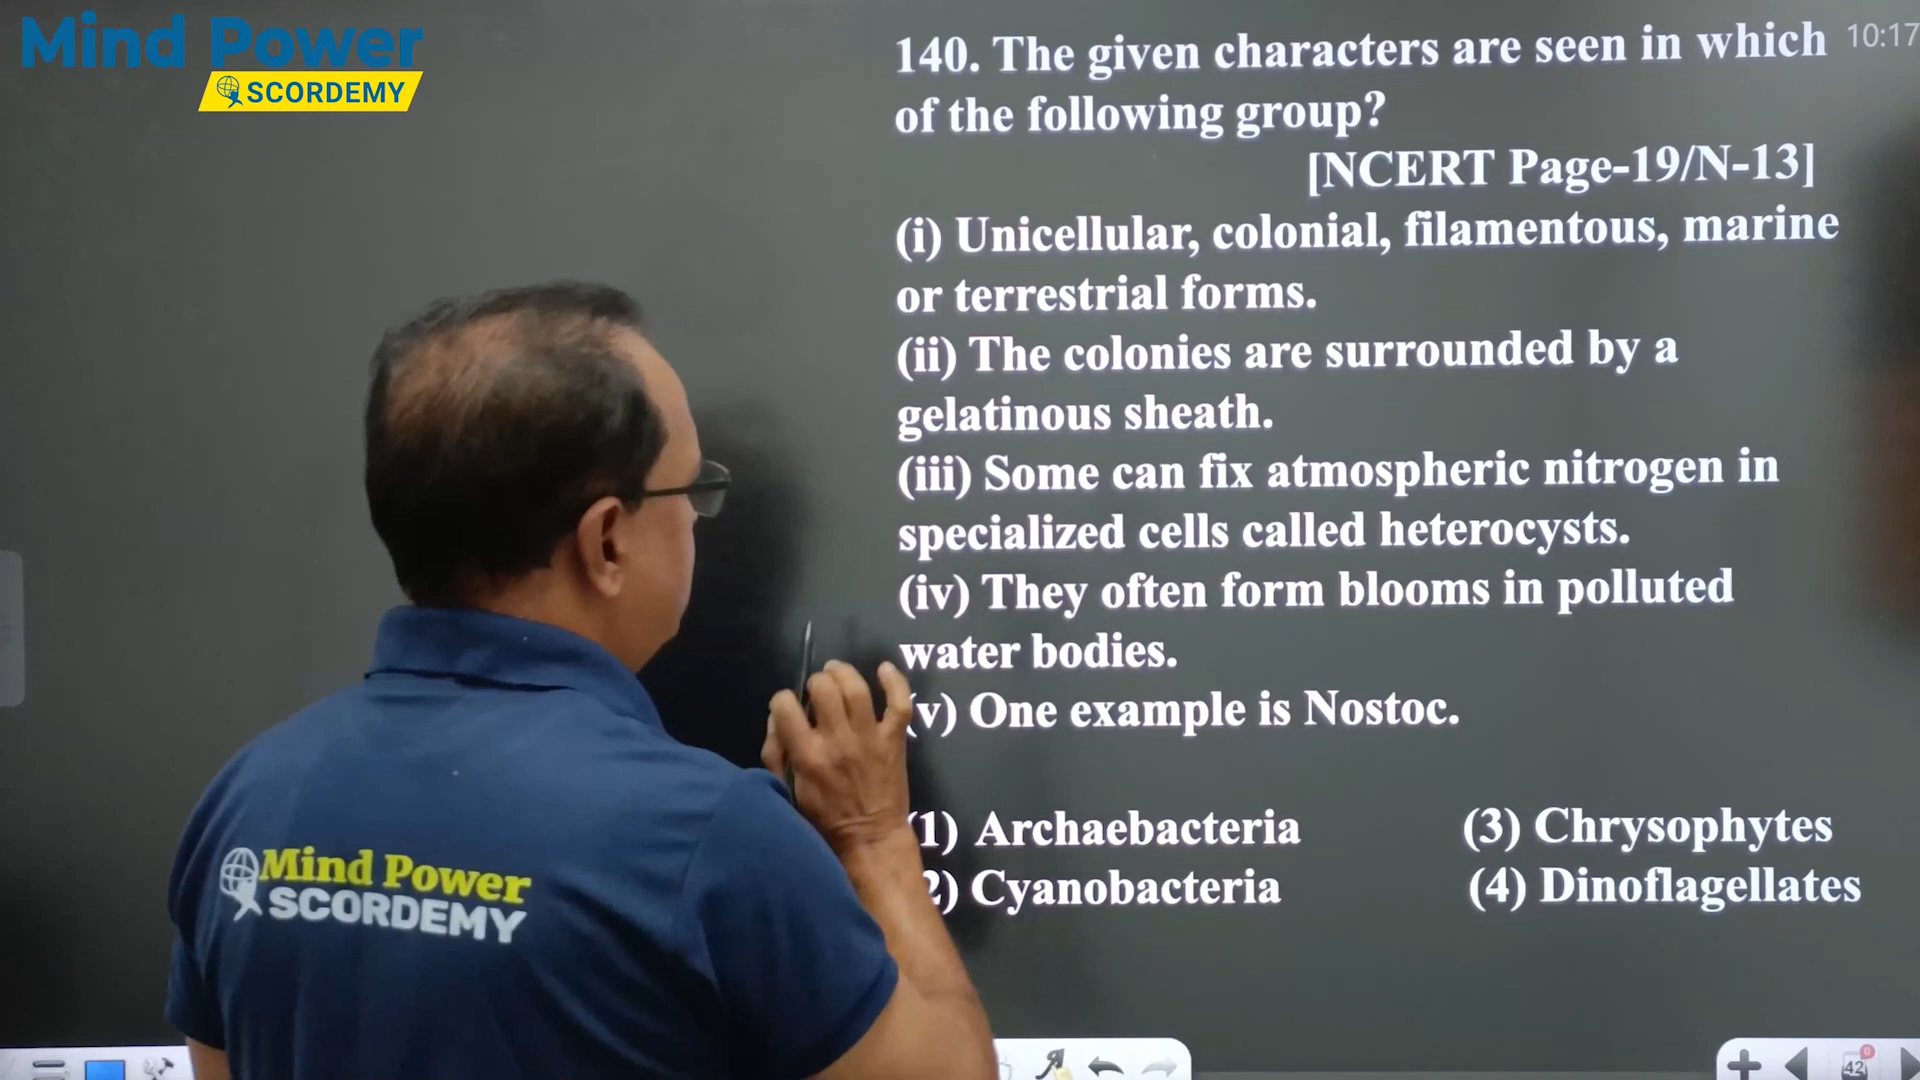 Mind Power
SCORDEMY
10:17
140. The given characters are seen in which
of the following group?
[NCERT Page-19/N-13]
(i) Unicellular, colonial, filamentous, marine
or terrestrial forms.
(ii) The colonies are surrounded by a
gelatinous sheath.
(iii) Some can fix atmospheric nitrogen in
specialized cells called heterocysts.
(iv) They often form blooms in polluted
water bodies.
(v) One example is Nostoc.
(1) Archaebacteria (3) Chrysophytes
2) Cyanobacteria (4) Dinoflagellates
Mind Power
SCORDEMY
42
0